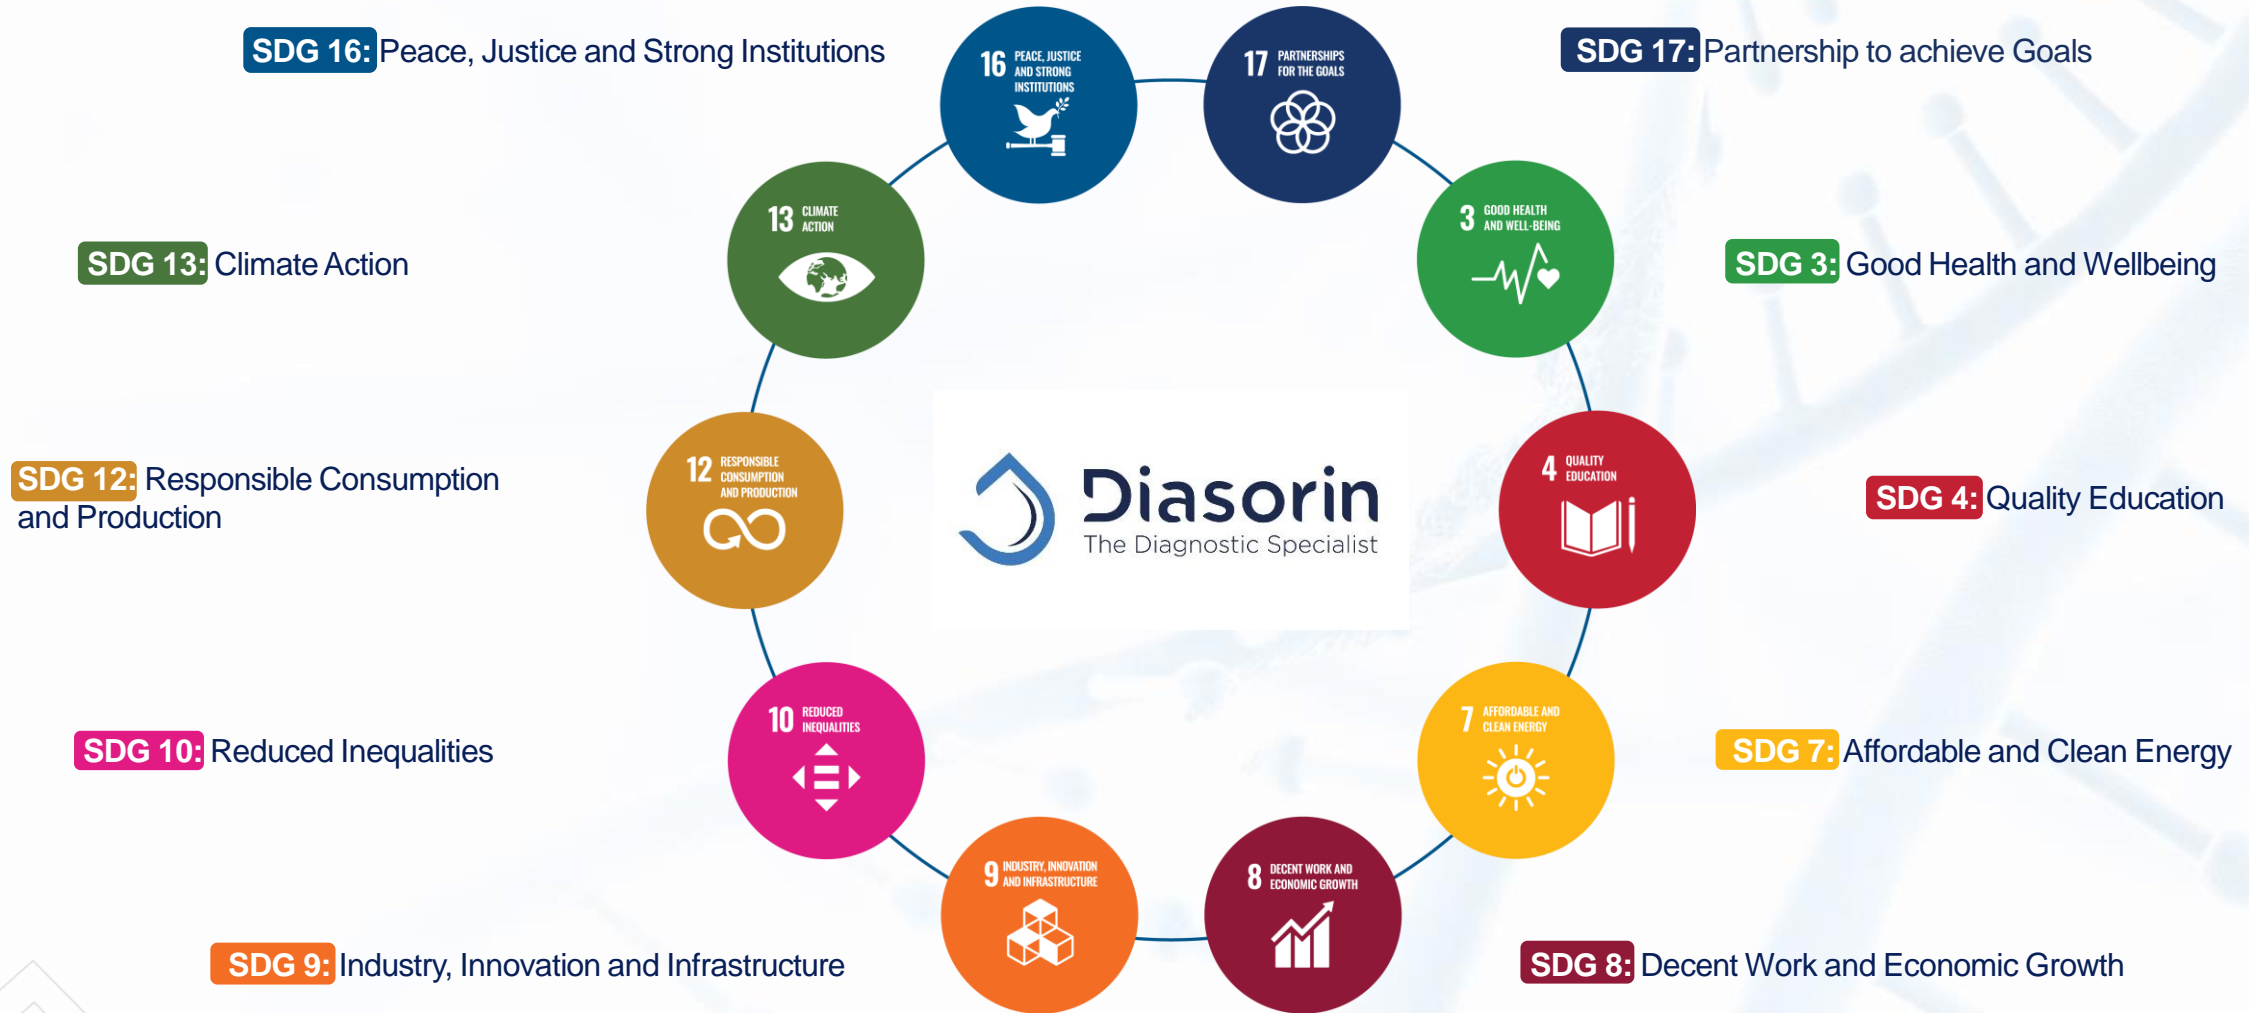 SDG 16: Peace, Justice and Strong Institutions
16 PEACE, JUSTICE
AND STRONG
INSTITUTIONS
17 PARTNERSHIPS
FOR THE GOALS
SDG 17: Partnership to achieve Goals
SDG 13: Climate Action
13 CLIMATE
ACTION
3 GOOD HEALTH
AND WELL-BEING
SDG 3: Good Health and Wellbeing
SDG 12: Responsible Consumption
and Production
12 RESPONSIBLE
CONSUMPTION
AND PRODUCTION
Diasorin
The Diagnostic Specialist
4 QUALITY
EDUCATION
SDG 4: Quality Education
SDG 10: Reduced Inequalities
10 REDUCED
INEQUALITIES
7 AFFORDABLE AND
CLEAN ENERGY
SDG 7: Affordable and Clean Energy
SDG 9: Industry, Innovation and Infrastructure
9 INDUSTRY, INNOVATION
AND INFRASTRUCTURE
8 DECENT WORK AND
ECONOMIC GROWTH
SDG 8: Decent Work and Economic Growth